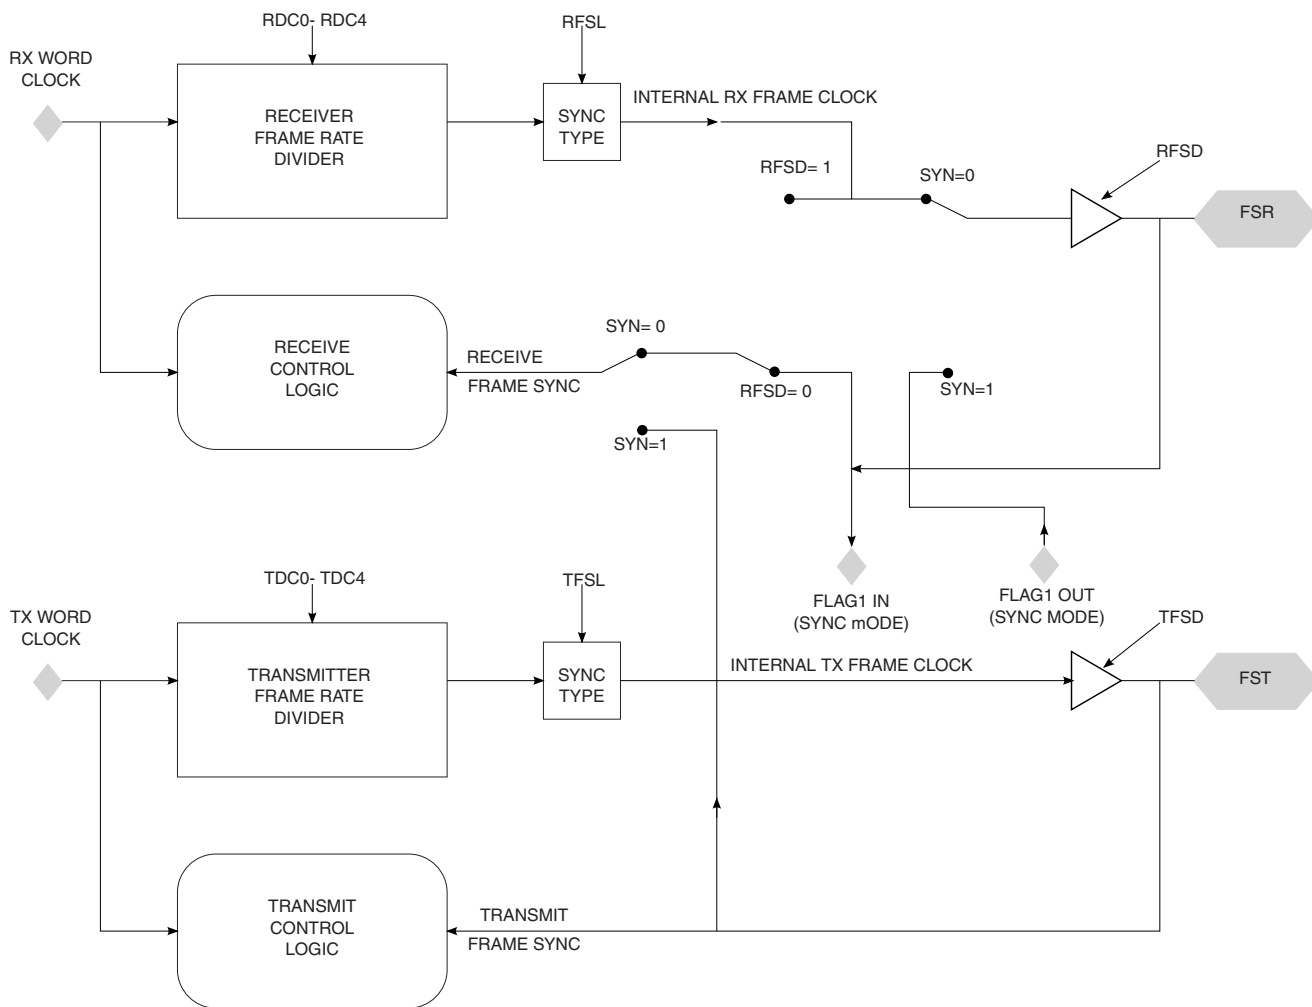 RDC0- RDC4
RFSL
RX WORD
CLOCK
RECEIVER
FRAME RATE
DIVIDER
SYNC
TYPE
INTERNAL RX FRAME CLOCK
RFSD= 1
SYN=0
RFSD
FSR
RECEIVE
CONTROL
LOGIC
RECEIVE
FRAME SYNC
SYN= 0
RFSD= 0
SYN=1
SYN=1
FLAG1 IN
(SYNC mODE)
FLAG1 OUT
(SYNC MODE)
TDC0- TDC4
TFSL
TX WORD
CLOCK
TRANSMITTER
FRAME RATE
DIVIDER
SYNC
TYPE
INTERNAL TX FRAME CLOCK
TFSD
FST
TRANSMIT
CONTROL
LOGIC
TRANSMIT
FRAME SYNC